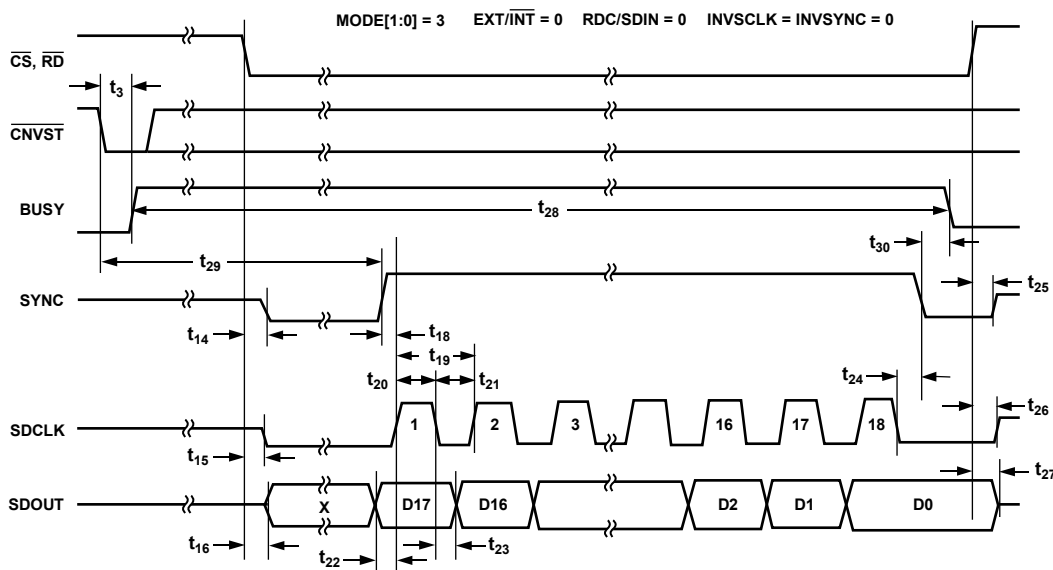 MODE[1:0] = 3 EXT/INT = 0 RDC/SDIN = 0 INVSCLK = INVSYNC = 0
CS, RD
t3
CNVST
BUSY
t28
t30
t29
SYNC
t25
t14
t18
t19
t20
t21
t24
t26
SDCLK
1 2 3 16 17 18
t15
t27
SDOUT
X D17 D16 D2 D1 D0
t16
t22
t23